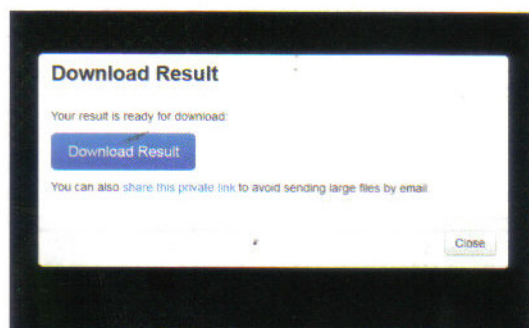 Download Result
Your result is ready for download:
Download Result
You can also share this private link to avoid sending large files by email
Close